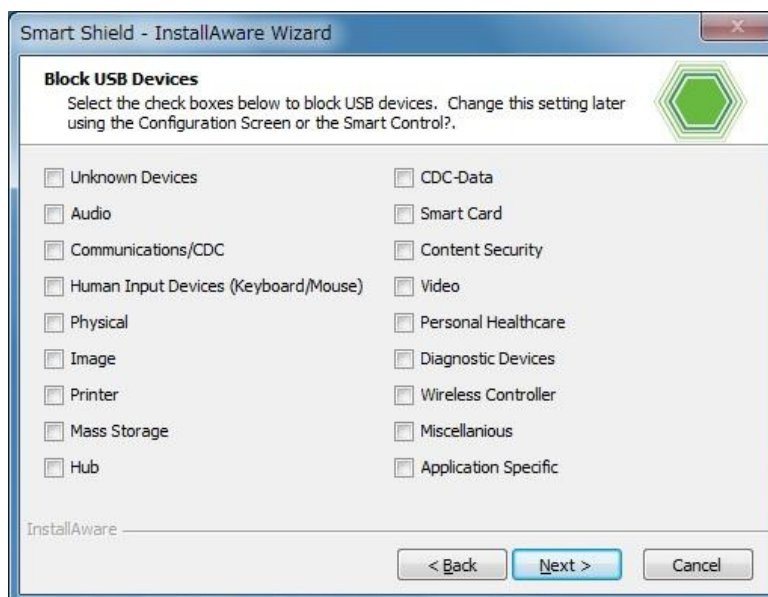 Smart Shield - InstallAware Wizard
Block USB Devices
Select the check boxes below to block USB devices. Change this setting later
using the Configuration Screen or the Smart Control?.
Unknown Devices
Audio
Communications/CDC
Human Input Devices (Keyboard/Mouse)
Physical
Image
Printer
Mass Storage
Hub
CDC-Data
Smart Card
Content Security
Video
Personal Healthcare
Diagnostic Devices
Wireless Controller
Miscellanious
Application Specific
InstallAware
< Back
Next >
Cancel